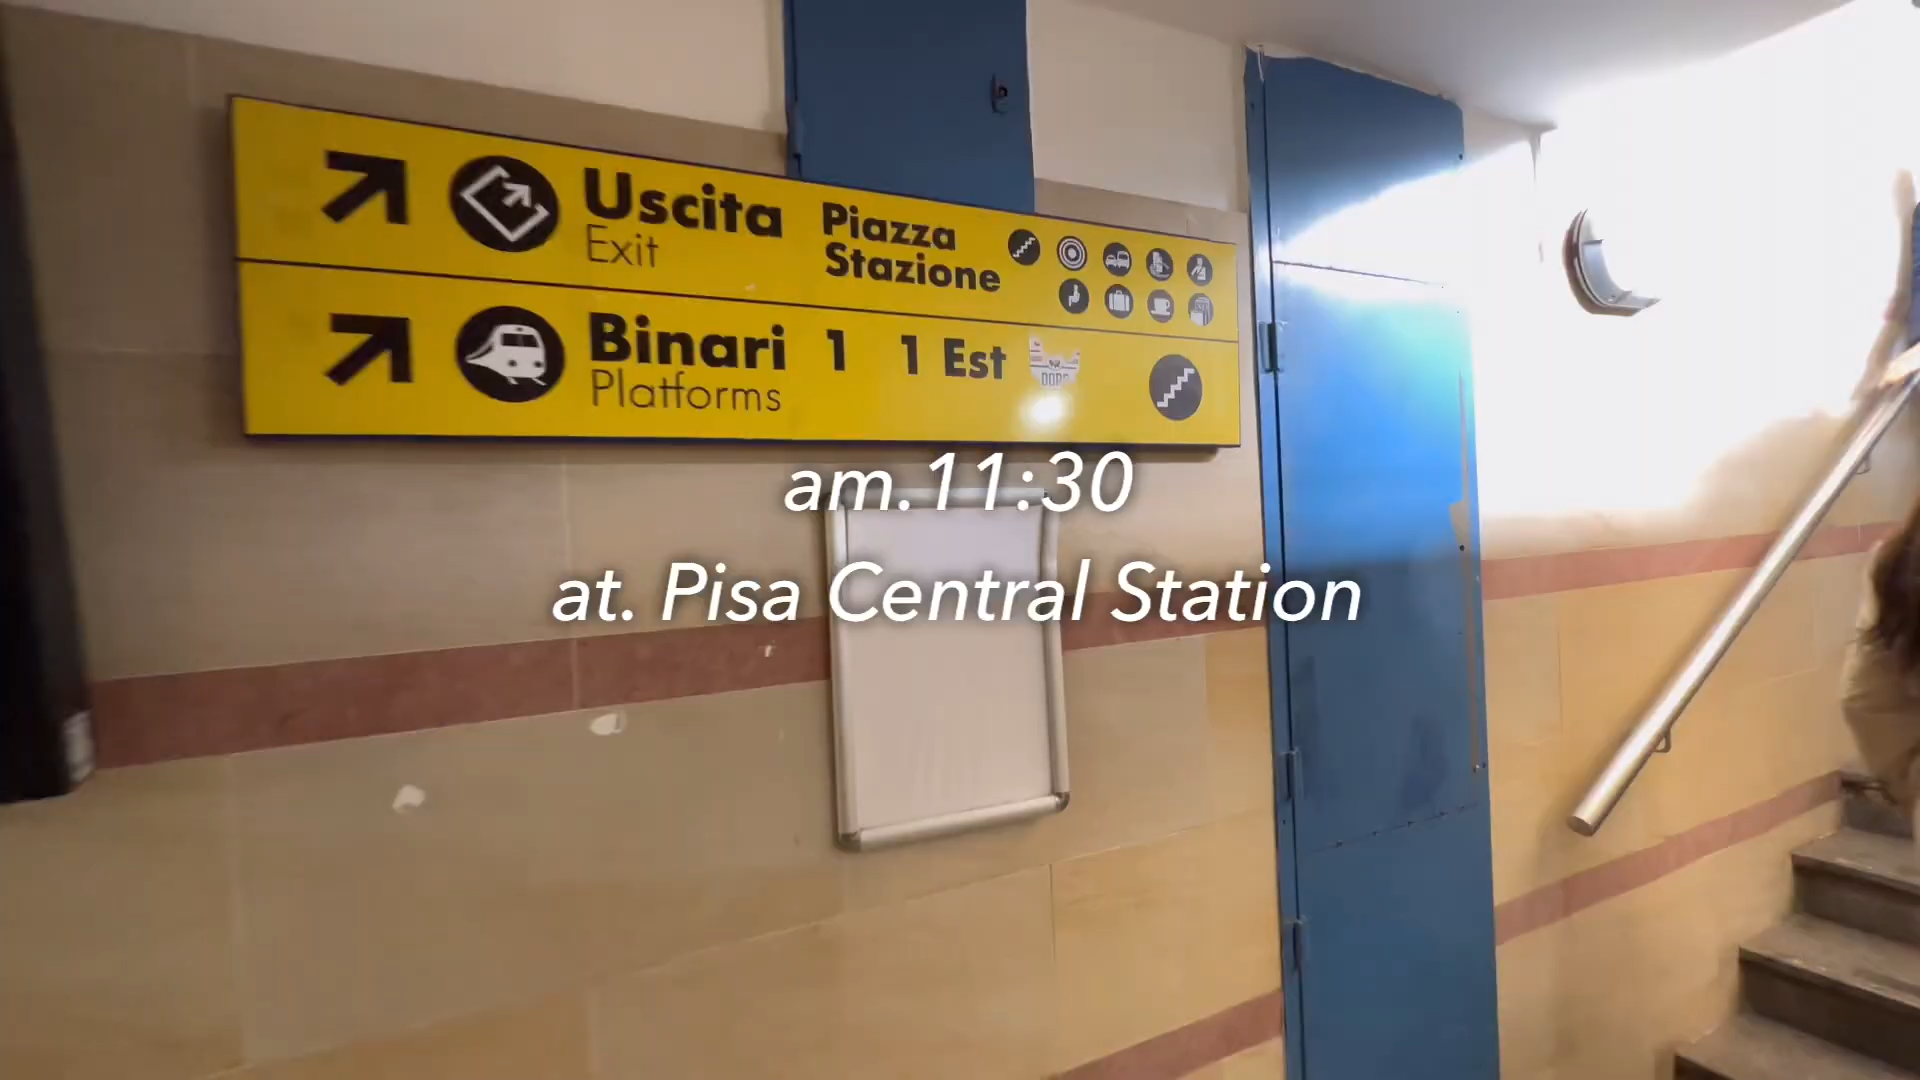 Uscita
Exit
Piazza
Stazione
Binari 1 1 Est
Platforms
am.11:30
at. Pisa Central Station